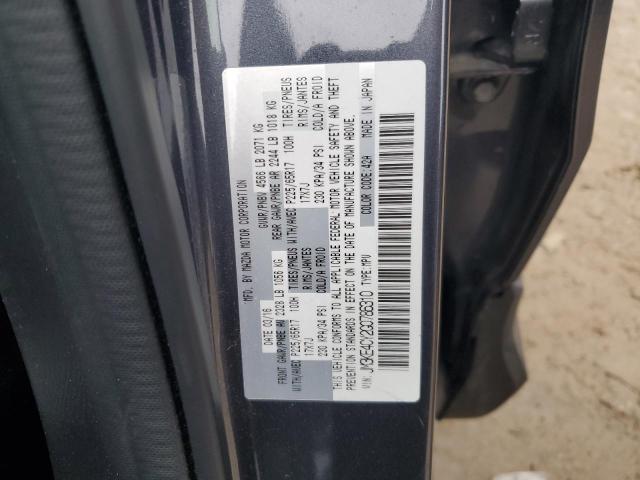 MFD. BY MAZDA MOTOR CORPORATION
DATE: 03/16 GVWR/PNBV 4566 LB 2071 KG
FRONT GAWR/PNBE AV 2328 LB 1056 KG REAR GAWR/PNBE AR 2244 LB 1018 KG
WITH/AVEC P225/65R17 100H TIRES/PNEUS WITH/AVEC P225/65R17 100H TIRES/PNEUS
17X7J RIMS/JANTES 17X7J RIMS/JANTES
230 KPA/34 PSI COLD/A FROID 230 KPA/34 PSI COLD/A FROID
THIS VEHICLE CONFORMS TO ALL APPLICABLE FEDERAL MOTOR VEHICLE SAFETY AND THEFT
PREVENTION STANDARDS IN EFFECT ON THE DATE OF MANUFACTURE SHOWN ABOVE.
VIN: JM3KE4CY2G0786310 TYPE: MPV COLOR CODE: 42A MADE IN JAPAN